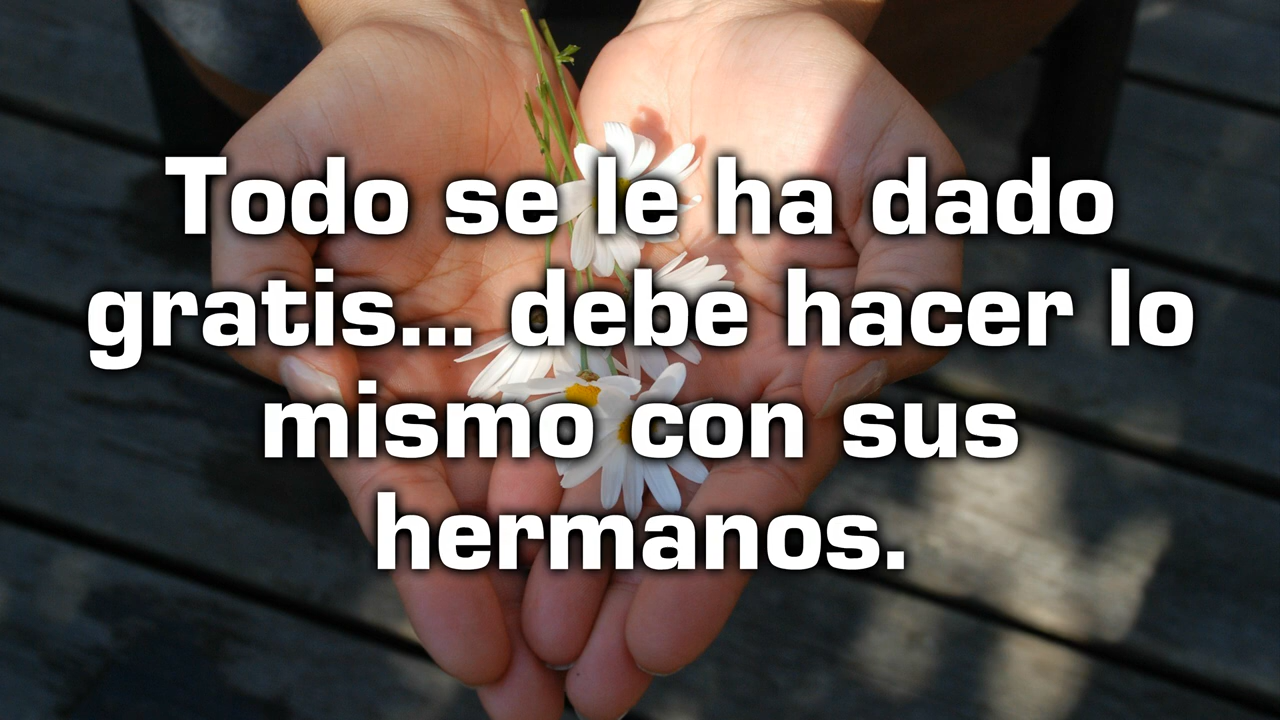 Todo se le ha dado
gratis... debe hacer lo
mismo con sus
hermanos.